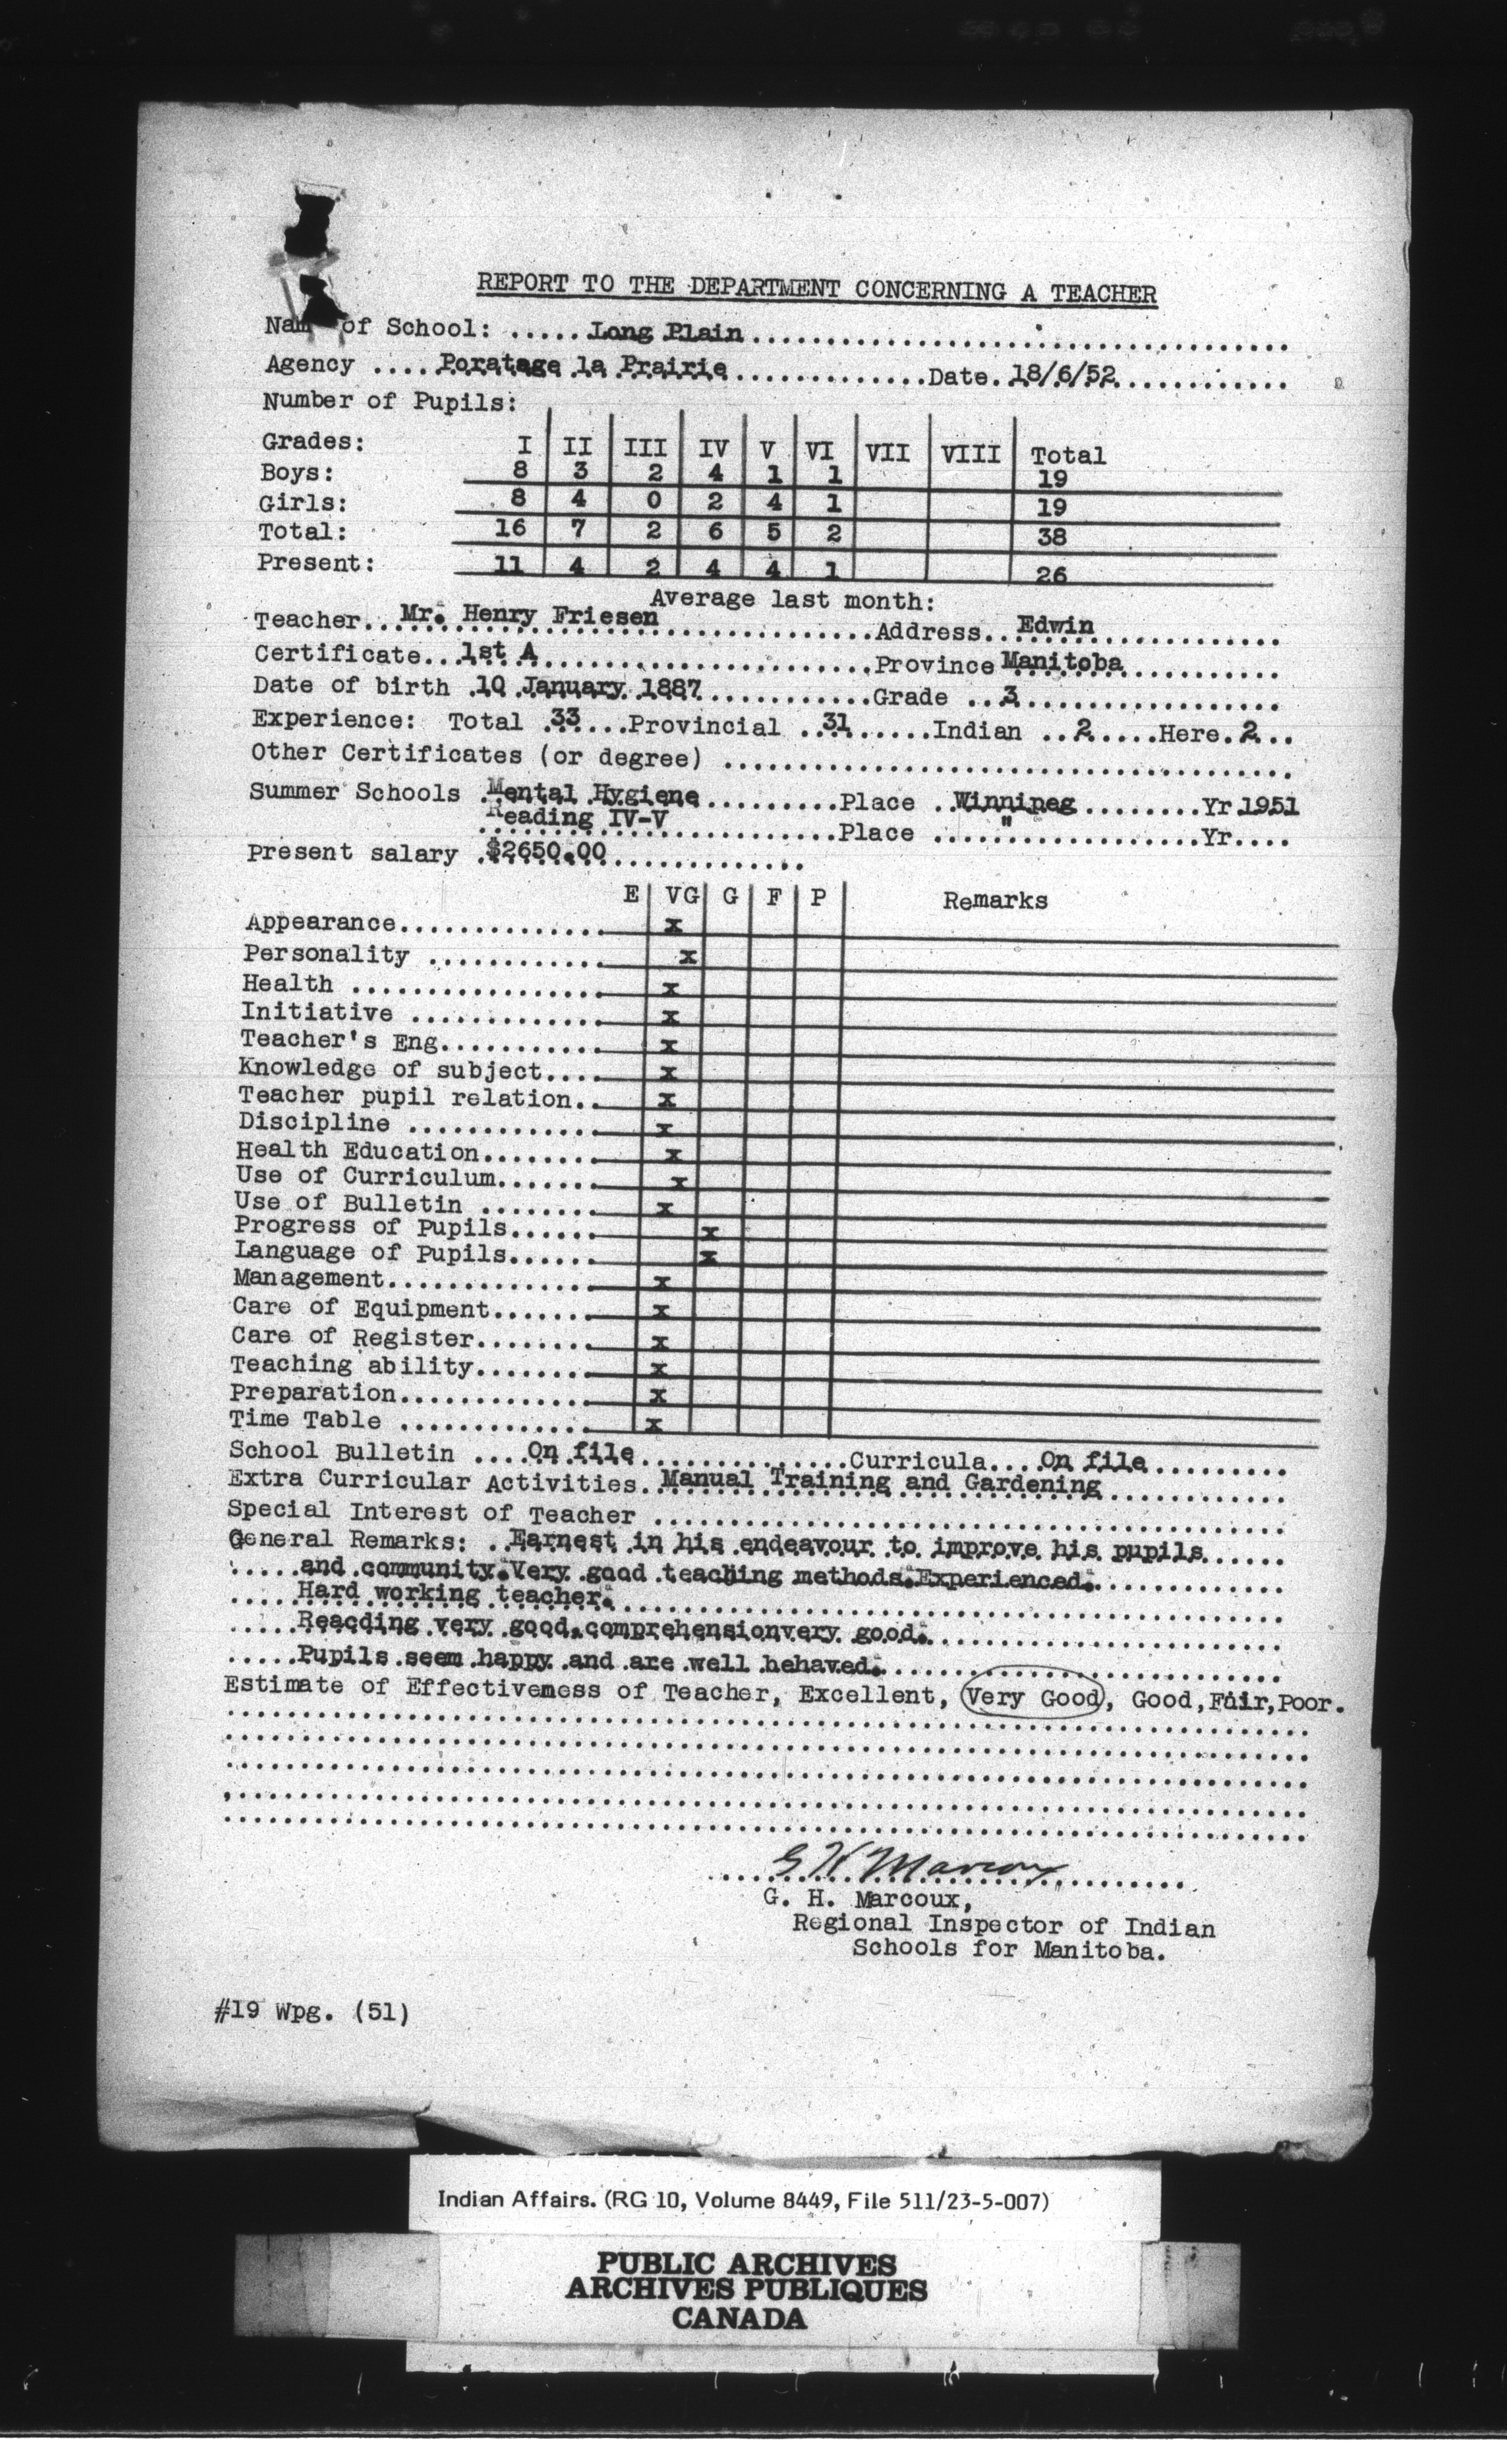 REPORT TO THE DEPARTMENT CONCERNING A TEACHER
Nam of School: ..... Long Plain ....................................
Agency .... Poratage la Prairie .............Date. 18/6/52............
Number of Pupils:
Grades: I II III IV V VI VII VIII Total
Boys: 8 3 2 4 1 1 19
Girls: 8 4 0 2 4 1 19
Total: 16 7 2 6 5 2 38
Present: 11 4 2 4 4 1 26
Average last month:
Teacher.. Mr. Henry Friesen ...............Address.. Edwin ............
Certificate...1st A......................Province Manitoba ...........
Date of birth .10 January 1887............Grade ...3.................
Experience: Total .33....Provincial ..31......Indian ..2.....Here.2...
Other Certificates (or degree) ....................................
Summer Schools .Mental Hygiene.........Place ..Winnipeg........Yr 1951
Reading IV-V ...........Place ....."............Yr....
Present salary .$2650.00.............
E VG G F P Remarks
Appearance............... x
Personality ............. x
Health .................. x
Initiative .............. x
Teacher's Eng............ x
Knowledge of subject.... x
Teacher pupil relation.. x
Discipline .............. x
Health Education........ x
Use of Curriculum....... x
Use of Bulletin ........ x
Progress of Pupils...... x
Language of Pupils...... x
Management.............. x
Care of Equipment....... x
Care of Register........ x
Teaching ability........ x
Preparation............. x
Time Table ............. x
School Bulletin ....On file..............Curricula....On file.........
Extra Curricular Activities..Manual Training and Gardening............
Special Interest of Teacher ........................................
General Remarks: ..Earnest in his endeavour to improve his pupils......
.....and community.Very good teaching methods.Experienced.............
.....Hard working teacher.............................................
.....Reacding very good,comprehensionvery good........................
.....Pupils seem happy and are well behaved...........................
Estimate of Effectivemess of Teacher, Excellent, Very Good, Good,Fair,Poor.
G H Marcoux
G. H. Marcoux,
Regional Inspector of Indian
Schools for Manitoba.
#19 Wpg. (51)
Indian Affairs. (RG 10, Volume 8449, File 511/23-5-007)
PUBLIC ARCHIVES
ARCHIVES PUBLIQUES
CANADA